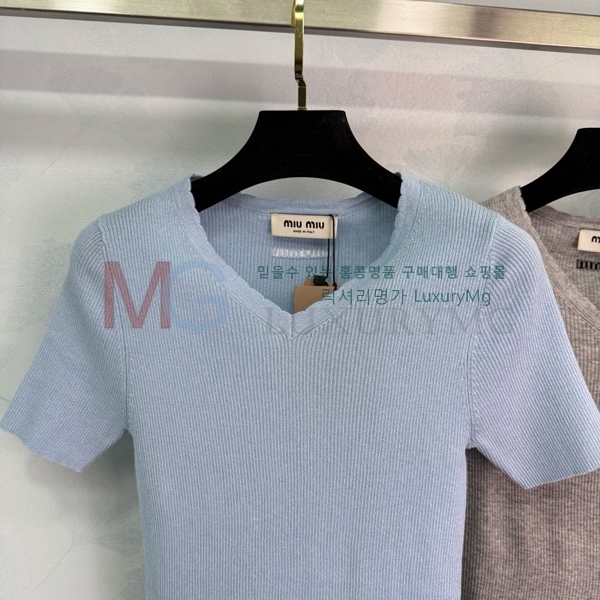 miu miu
MADE IN ITALY
믿을수 있는 홍콩명품 구매대행 쇼핑몰
럭셔리명가 LuxuryMg
MG LUXURYMG
m